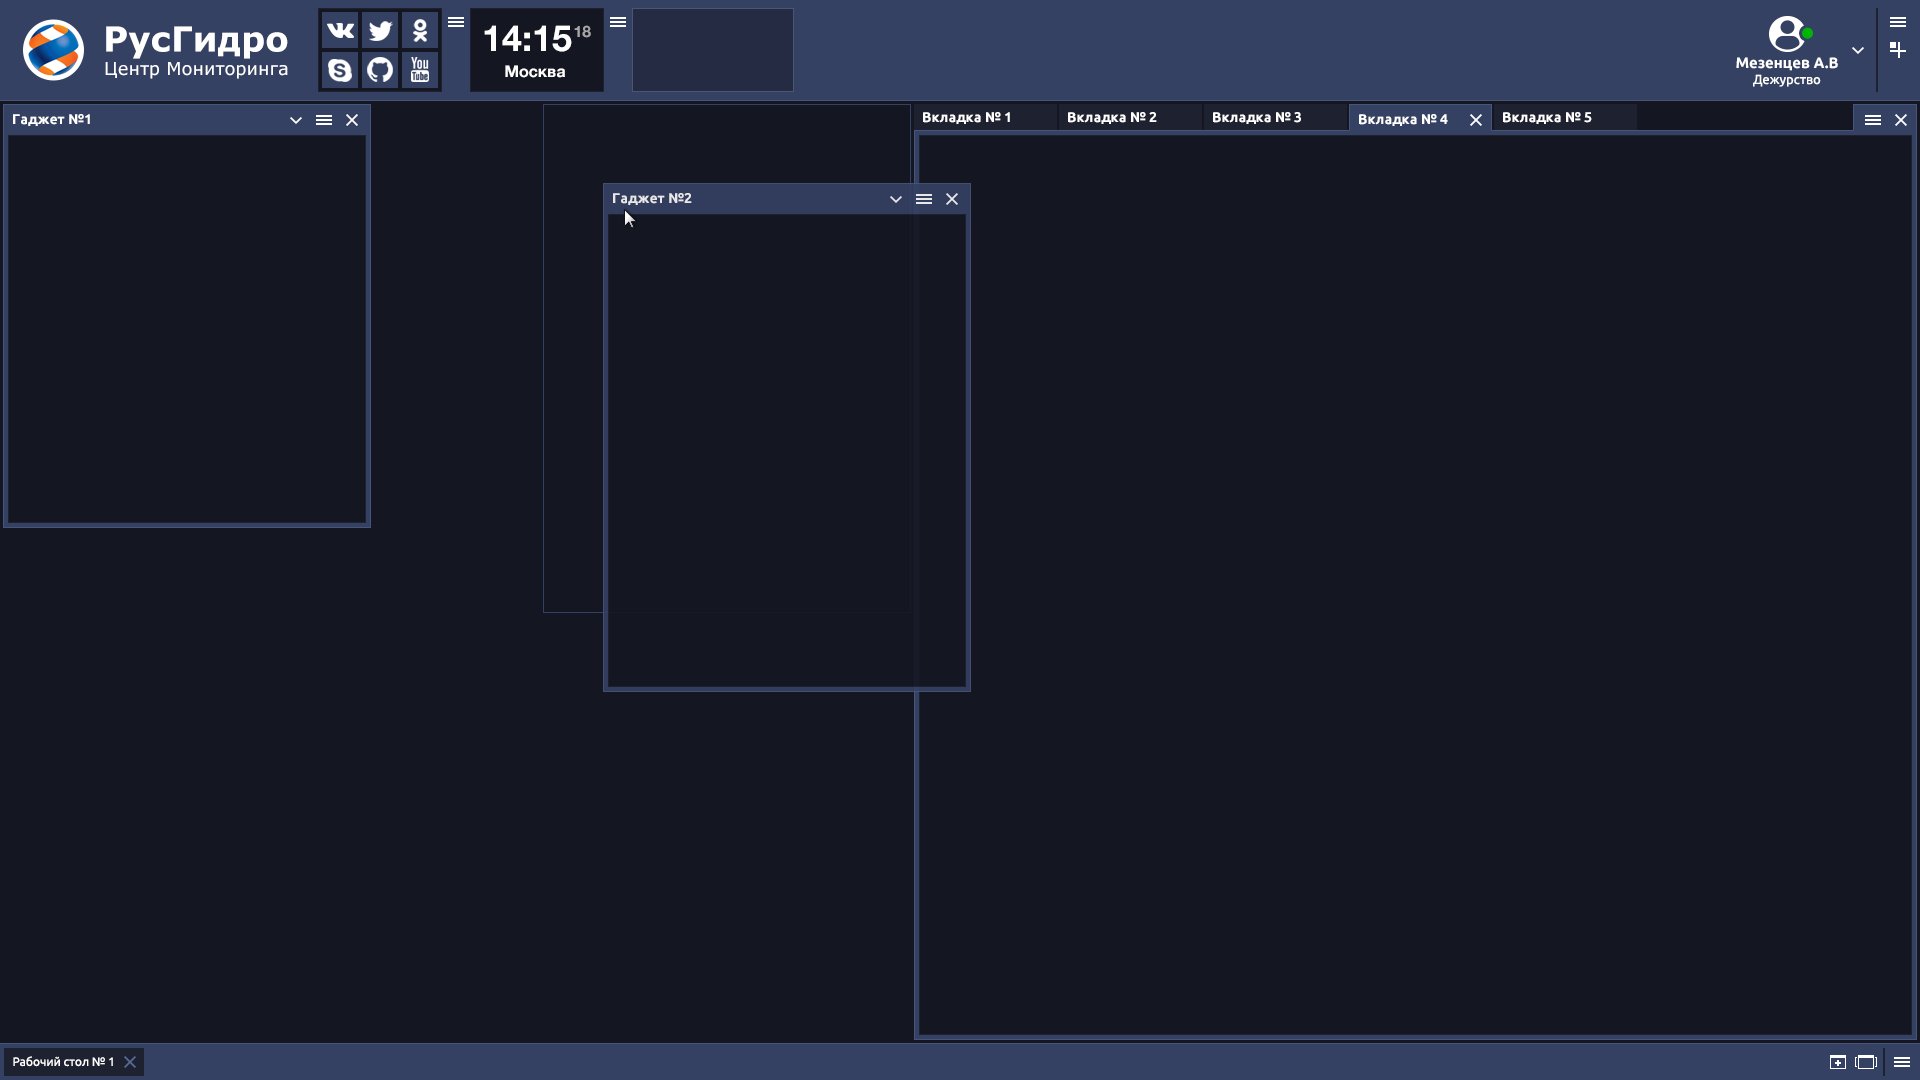 РусГидро
Центр Мониторинга
You
Tube
14:15 18
Москва
Мезенцев А.В
Дежурство
Гаджет №1
Вкладка № 1
Вкладка № 2
Вкладка № 3
Вкладка № 4
Вкладка № 5
Гаджет №2
Рабочий стол № 1